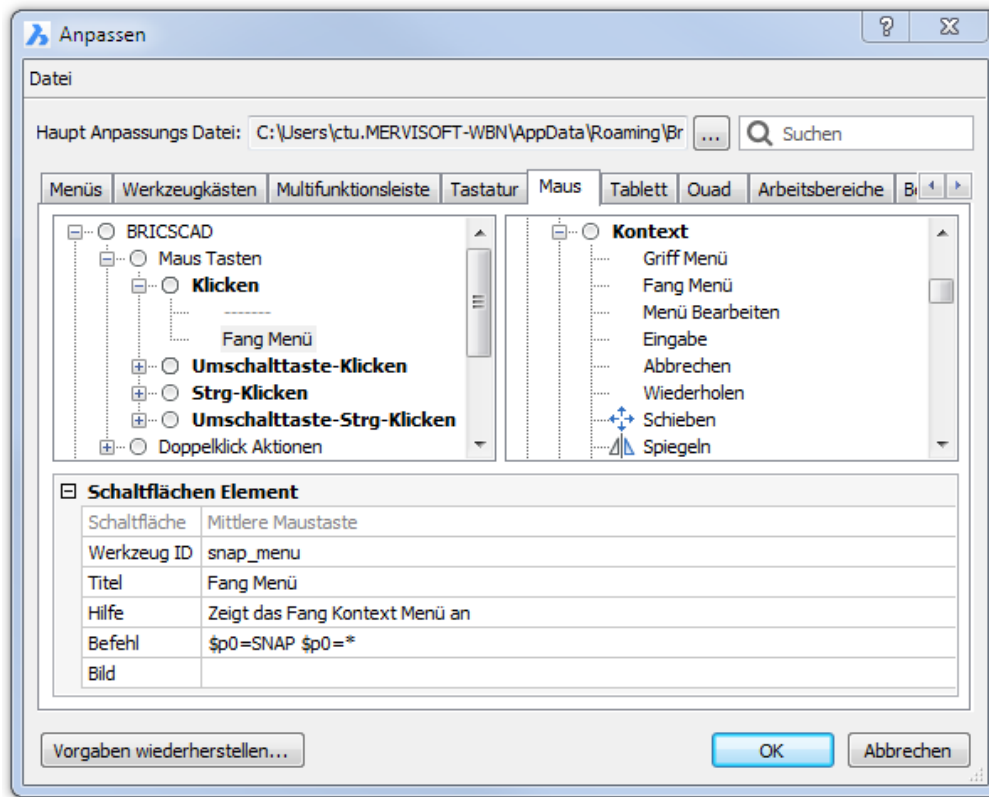 Anpassen
Datei
Haupt Anpassungs Datei: C:\Users\ctu.MERVISOFT-WBN\AppData\Roaming\Br ... Suchen
Menüs Werkzeugkästen Multifunktionsleiste Tastatur Maus Tablett Quad Arbeitsbereiche
BRICSCAD
Maus Tasten
Klicken
-------
Fang Menü
Umschalttaste-Klicken
Strg-Klicken
Umschalttaste-Strg-Klicken
Doppelklick Aktionen
Kontext
Griff Menü
Fang Menü
Menü Bearbeiten
Eingabe
Abbrechen
Wiederholen
Schieben
Spiegeln
Schaltflächen Element
Schaltfläche Mittlere Maustaste
Werkzeug ID snap_menu
Titel Fang Menü
Hilfe Zeigt das Fang Kontext Menü an
Befehl $p0=SNAP $p0=*
Bild
Vorgaben wiederherstellen... OK Abbrechen